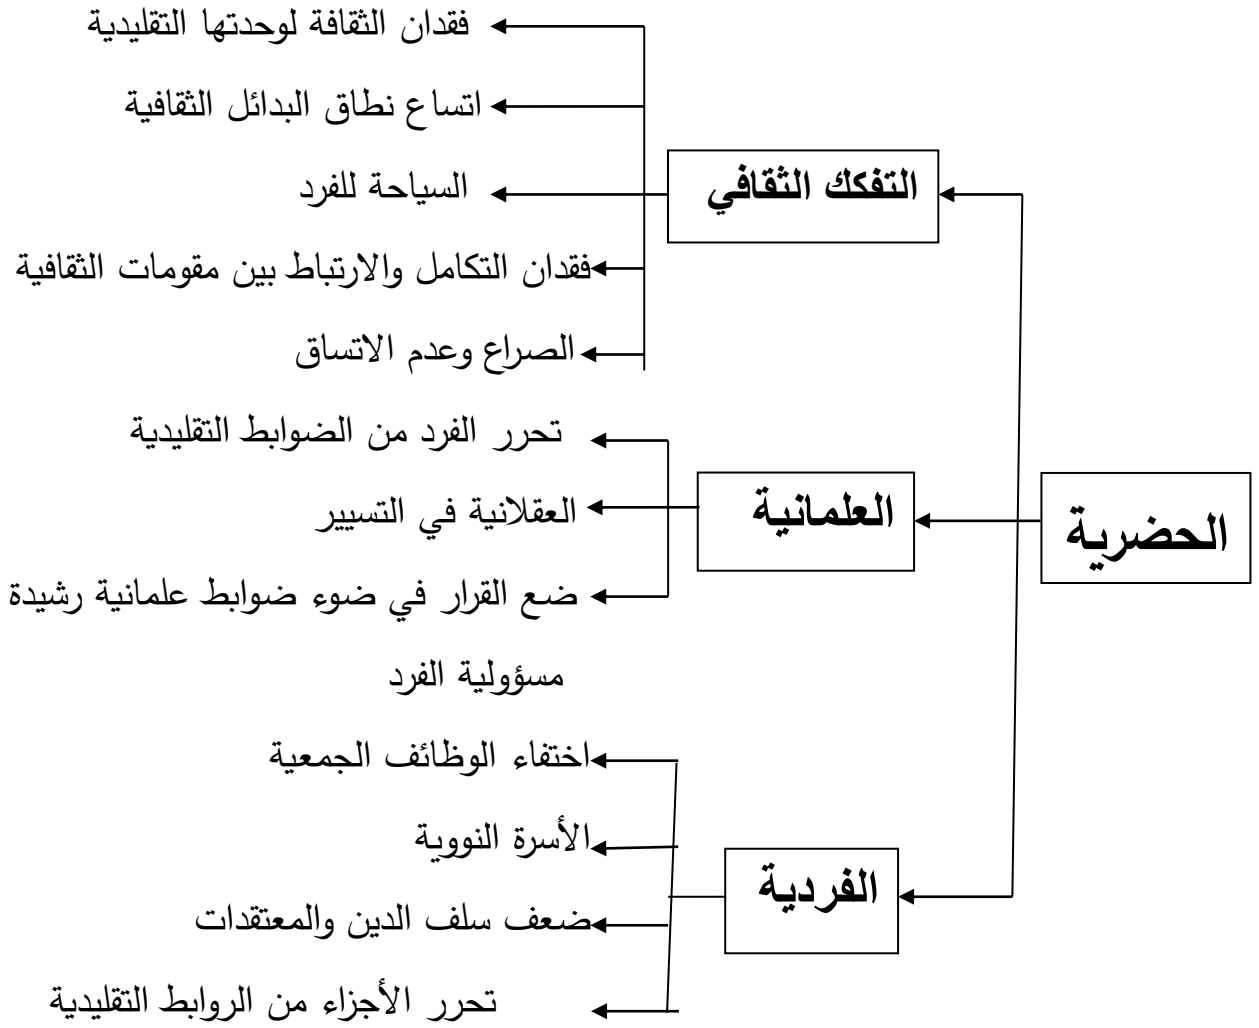 الحضرية
التفكك الثقافي
فقدان الثقافة لوحدتها التقليدية
اتساع نطاق البدائل الثقافية
السياحة للفرد
فقدان التكامل والارتباط بين مقومات الثقافية
الصراع وعدم الاتساق
العلمانية
تحرر الفرد من الضوابط التقليدية
العقلانية في التسيير
ضع القرار في ضوء ضوابط علمانية رشيدة
مسؤولية الفرد
الفردية
اختفاء الوظائف الجمعية
الأسرة النووية
ضعف سلف الدين والمعتقدات
تحرر الأجزاء من الروابط التقليدية